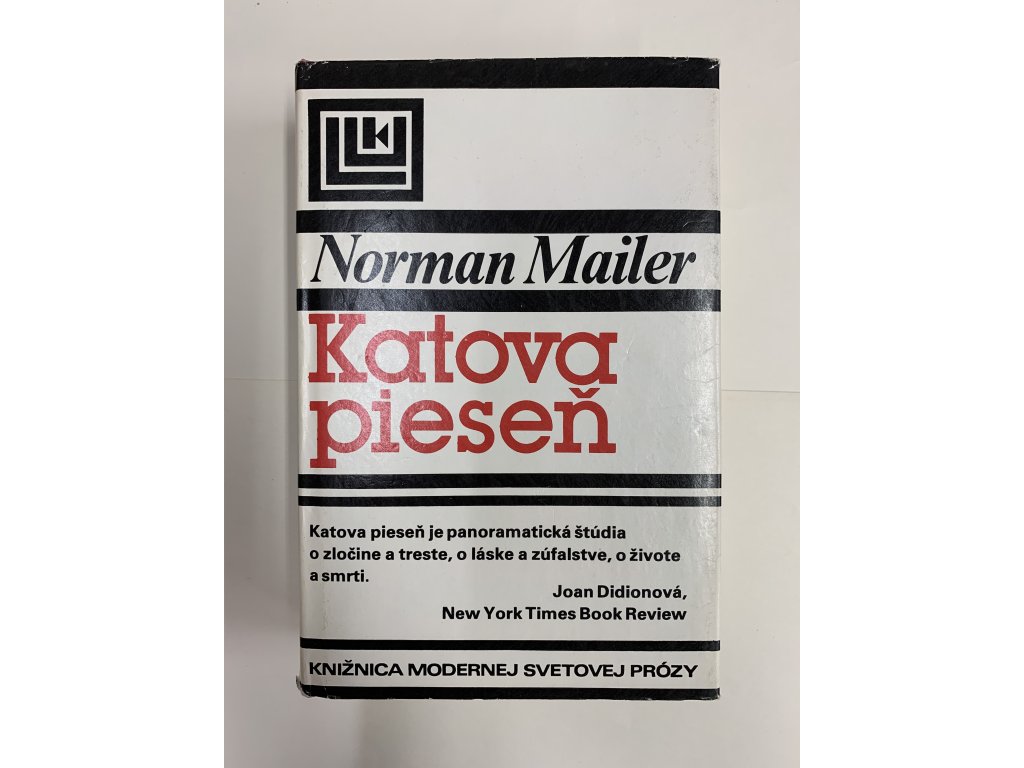 Norman Mailer
Katova
pieseň
Katova pieseň je panoramatická štúdia
o zločine a treste, o láske a zúfalstve, o živote
a smrti.
Joan Didionová,
New York Times Book Review
KNIŽNICA MODERNEJ SVETOVEJ PRÓZY